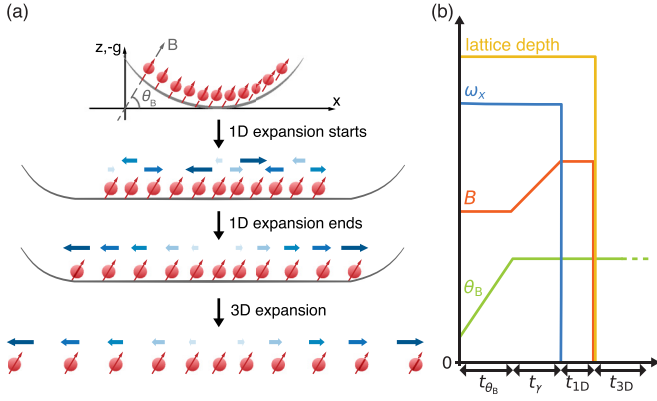 (a)
z,-g
B
θB
x
1D expansion starts
1D expansion ends
3D expansion
(b)
lattice depth
ωx
B
θB
0
tθB tγ t1D t3D